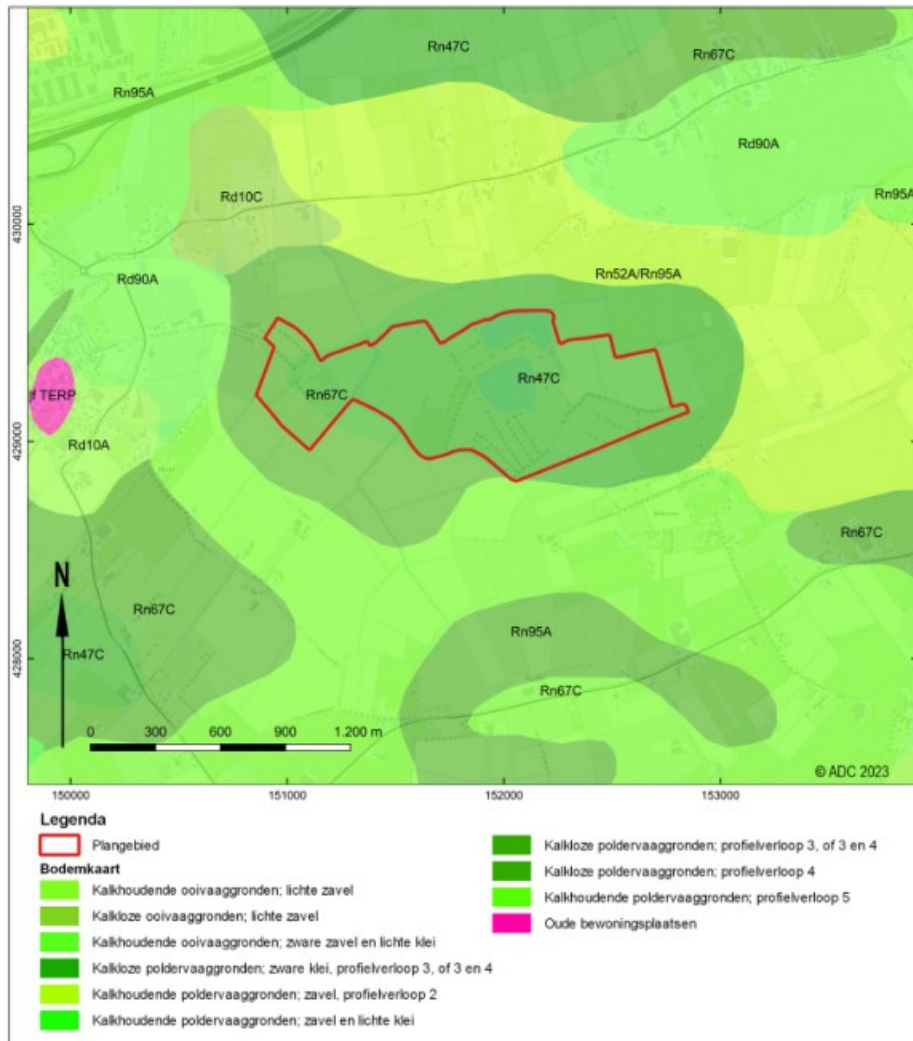 Rn47C
Rn67C
Rn95A
Rd90A
Rd10C
Rn95A
430000
Rd90A
Rn52A/Rn95A
Rn47C
Rn67C
f TERP
Rd10A
429000
Rn67C
N
Rn67C
Rn95A
Rn47C
428000
Rn67C
0 300 600 900 1.200 m
© ADC 2023
150000 151000 152000 153000
Legenda
Plangebied
Bodemkaart
Kalkhoudende ooivaaggronden; lichte zavel
Kalkloze ooivaaggronden; lichte zavel
Kalkhoudende ooivaaggronden; zware zavel en lichte klei
Kalkloze poldervaaggronden; zware klei, profielverloop 3, of 3 en 4
Kalkhoudende poldervaaggronden; zavel, profielverloop 2
Kalkhoudende poldervaaggronden; zavel en lichte klei
Kalkloze poldervaaggronden; profielverloop 3, of 3 en 4
Kalkloze poldervaaggronden; profielverloop 4
Kalkhoudende poldervaaggronden; profielverloop 5
Oude bewoningsplaatsen